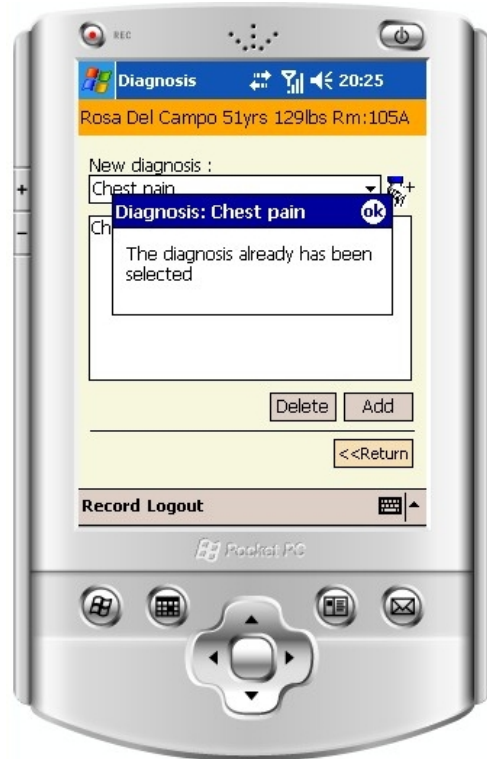 REC
Diagnosis 20:25
Rosa Del Campo 51yrs 129lbs Rm:105A
New diagnosis :
Chest pain
+
Diagnosis: Chest pain ok
Ch
The diagnosis already has been
selected
Delete Add
<<Return
Record Logout
Pocket PC